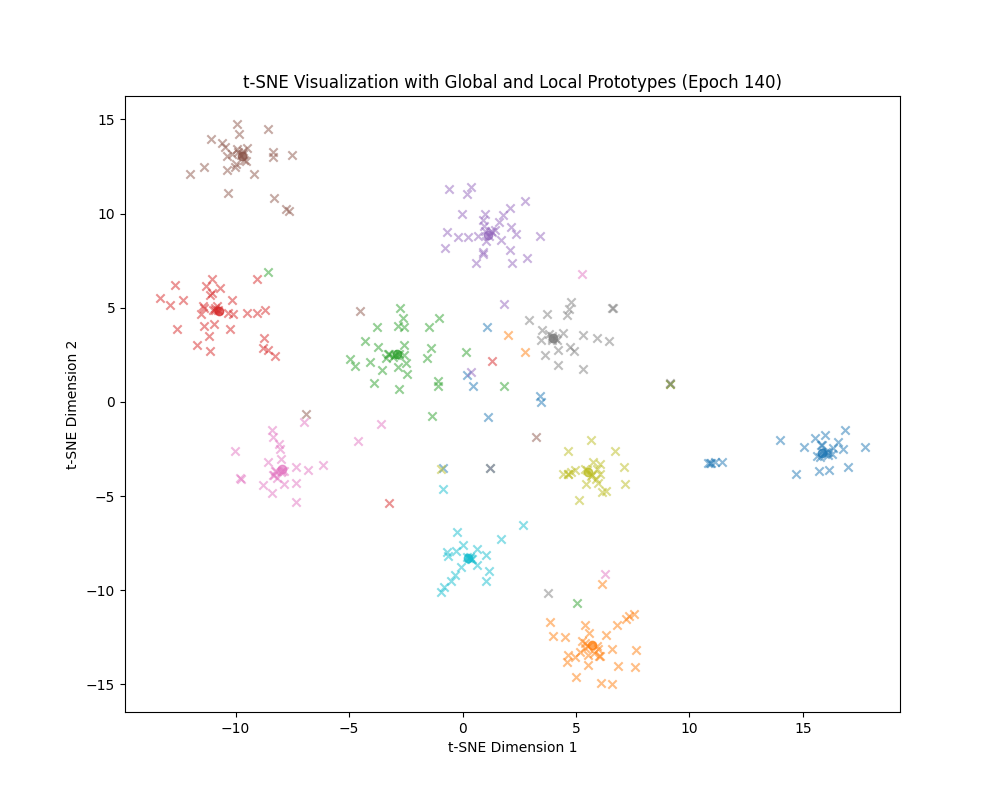 t-SNE Visualization with Global and Local Prototypes (Epoch 140)
15
10
5
0
−5
−10
−15
t-SNE Dimension 2
−10 −5 0 5 10 15
t-SNE Dimension 1